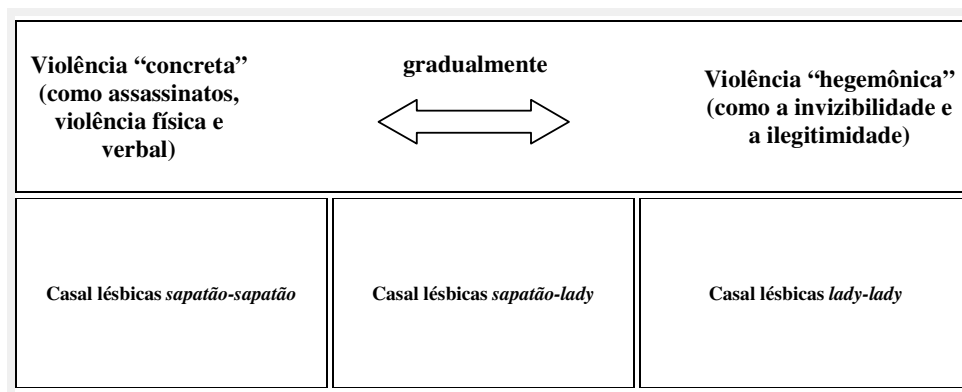 Violência “concreta”
(como assassinatos,
violência física e
verbal)
gradualmente
Violência “hegemônica”
(como a invizibilidade e
a ilegitimidade)
Casal lésbicas sapatão-sapatão
Casal lésbicas sapatão-lady
Casal lésbicas lady-lady